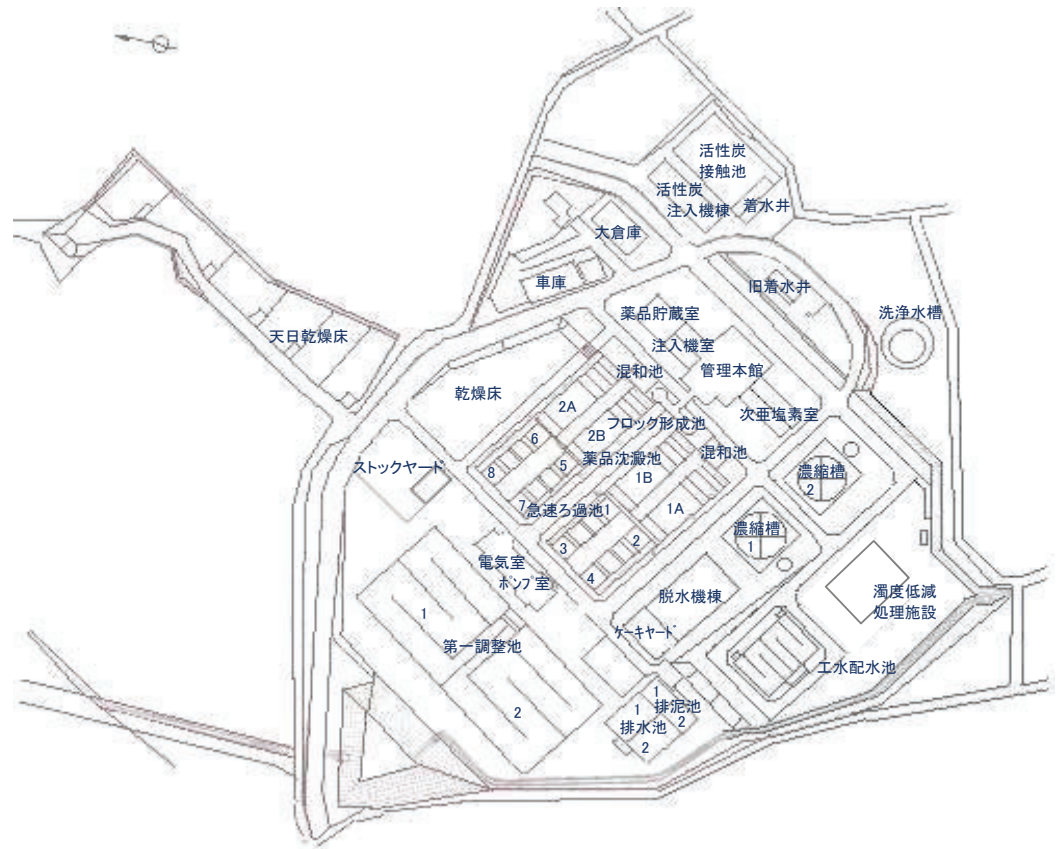 活性炭
接触池
活性炭
注入機棟
着水井
大倉庫
車庫
旧着水井
洗浄水槽
天日乾燥床
薬品貯蔵室
注入機室
管理本館
混和池
乾燥床
2A
フロック形成池
次亜塩素室
2B
6
薬品沈澱池
混和池
ストックヤード
8
5
1B
濃縮槽
2
7
急速ろ過池1
1A
濃縮槽
1
3
2
電気室
ポンプ室
4
脱水機棟
濁度低減
処理施設
1
ケーキヤード
第一調整池
工水配水池
2
1
排泥池
2
1
排水池
2